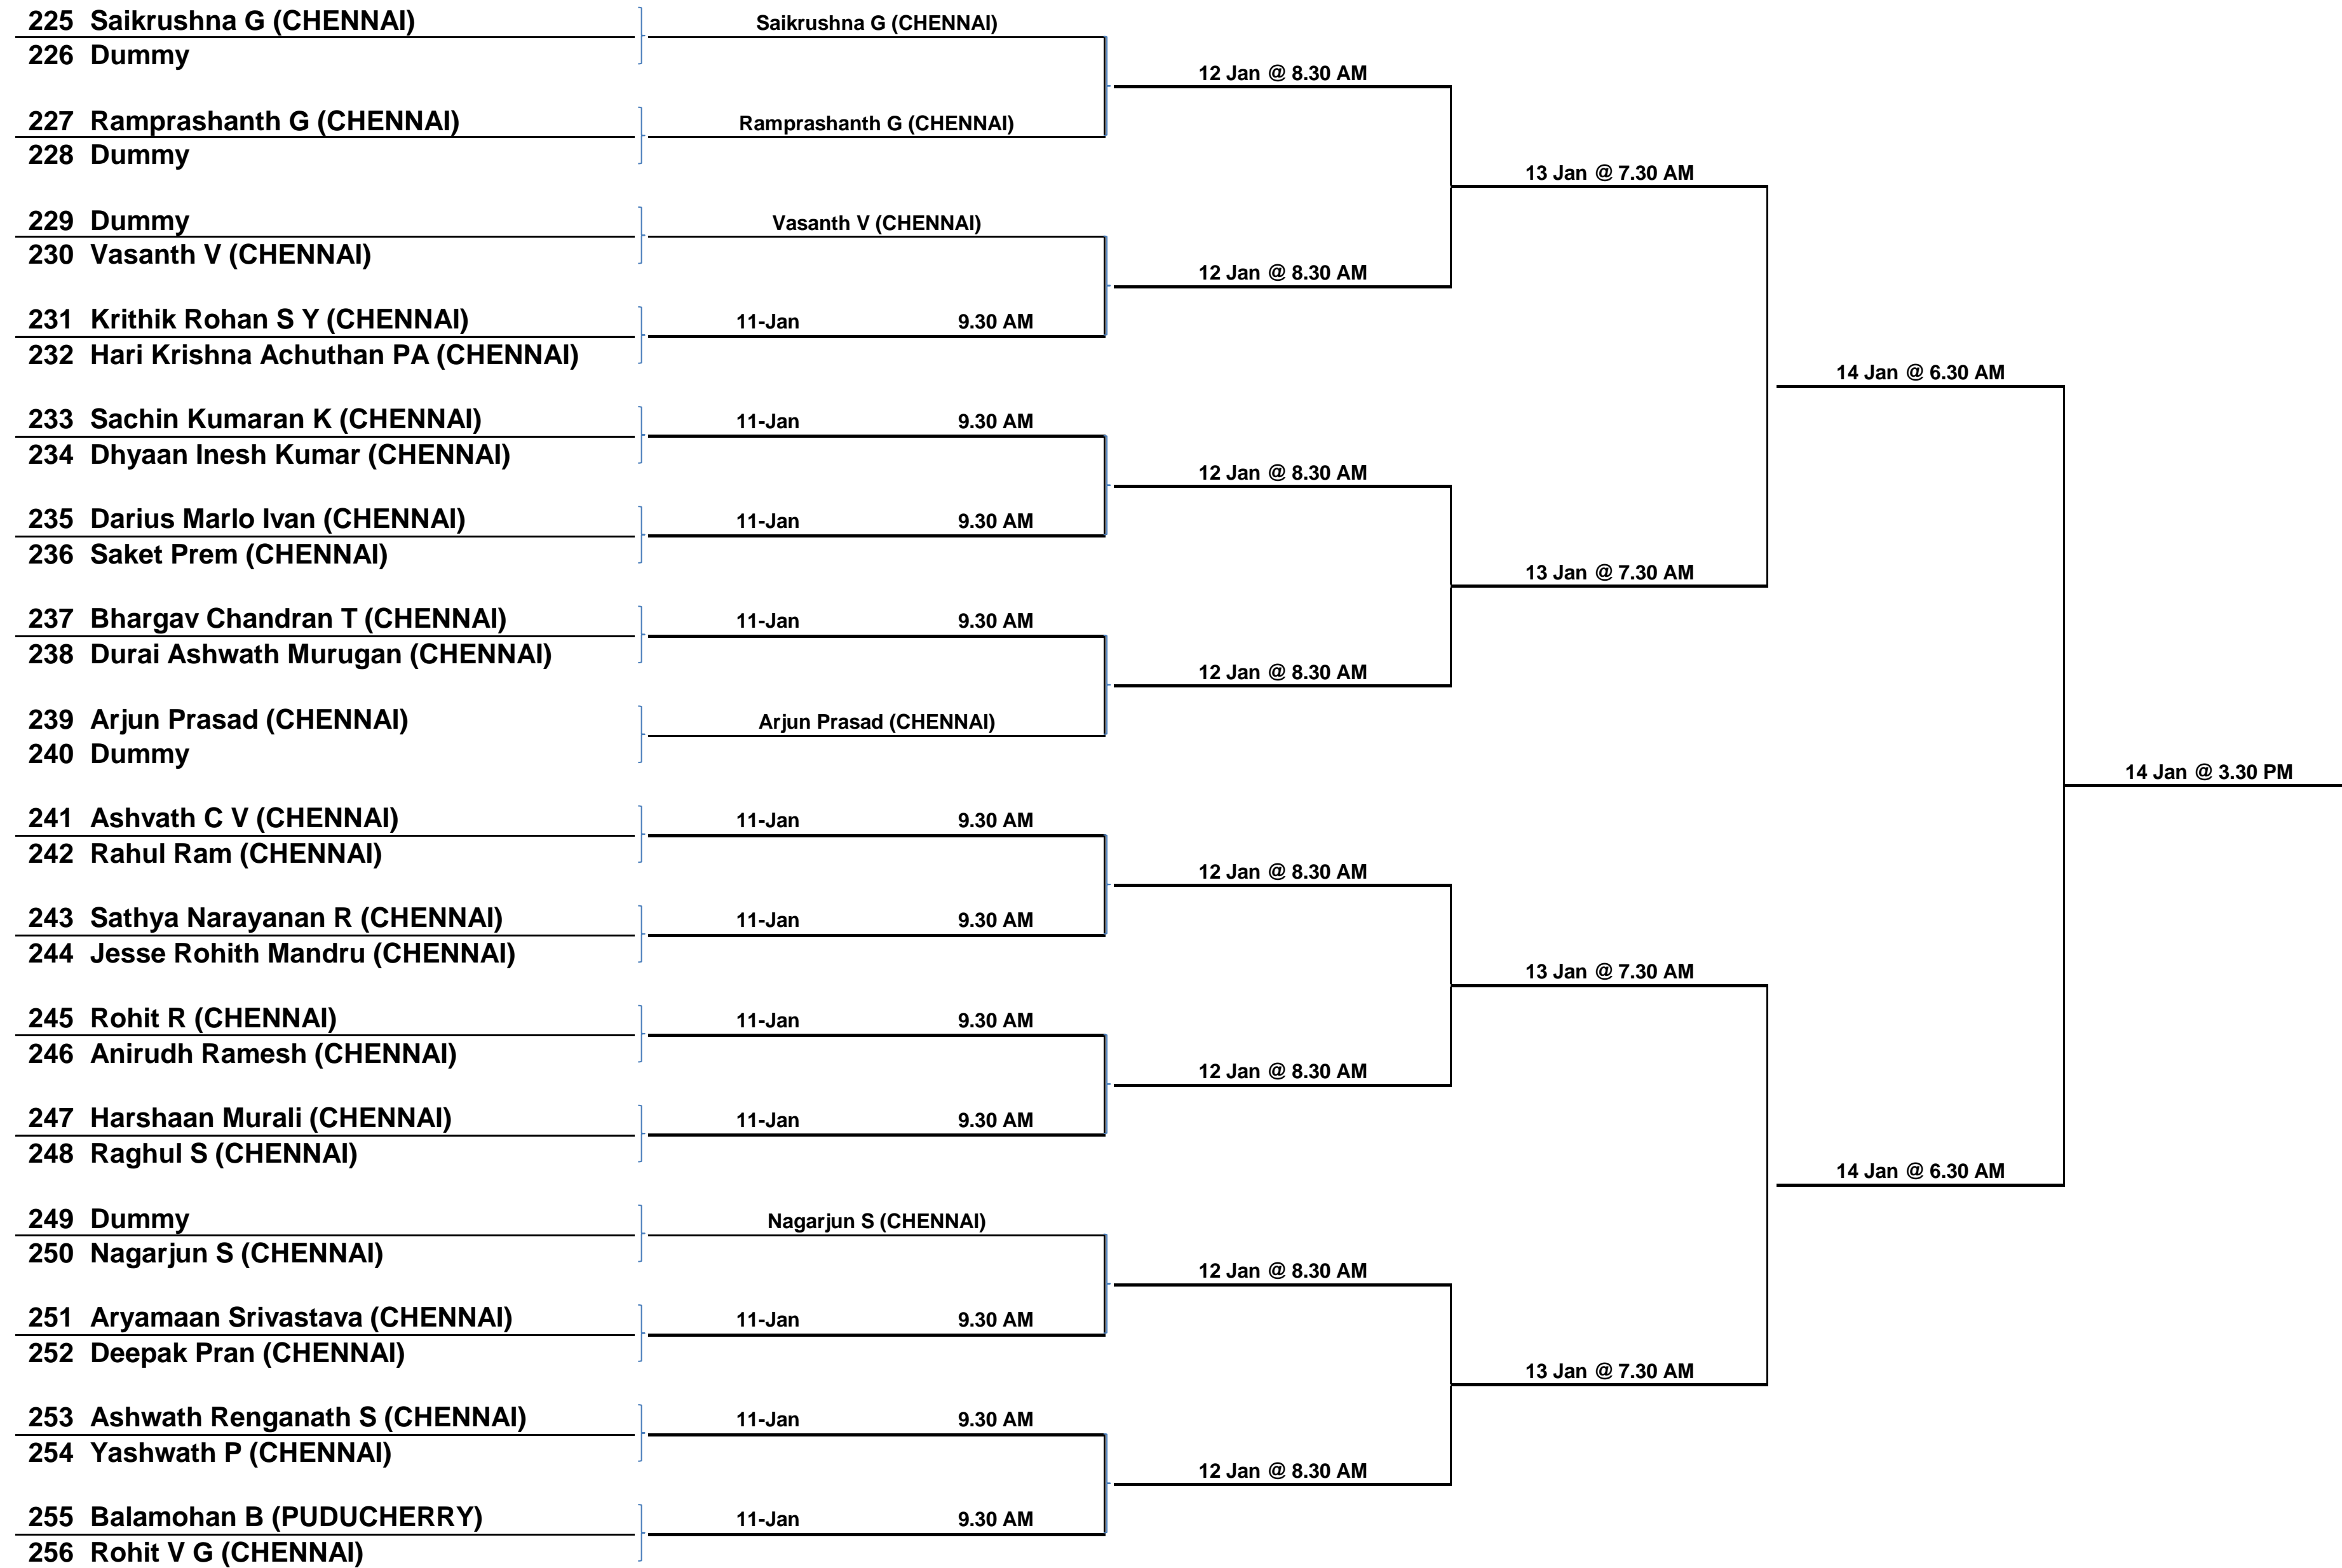 225 Saikrushna G (CHENNAI)
Saikrushna G (CHENNAI)
226 Dummy
12 Jan @ 8.30 AM
227 Ramprashanth G (CHENNAI)
Ramprashanth G (CHENNAI)
228 Dummy
13 Jan @ 7.30 AM
229 Dummy
Vasanth V (CHENNAI)
230 Vasanth V (CHENNAI)
12 Jan @ 8.30 AM
231 Krithik Rohan S Y (CHENNAI)
11-Jan 9.30 AM
232 Hari Krishna Achuthan PA (CHENNAI)
14 Jan @ 6.30 AM
233 Sachin Kumaran K (CHENNAI)
11-Jan 9.30 AM
234 Dhyaan Inesh Kumar (CHENNAI)
12 Jan @ 8.30 AM
235 Darius Marlo Ivan (CHENNAI)
11-Jan 9.30 AM
236 Saket Prem (CHENNAI)
13 Jan @ 7.30 AM
237 Bhargav Chandran T (CHENNAI)
11-Jan 9.30 AM
238 Durai Ashwath Murugan (CHENNAI)
12 Jan @ 8.30 AM
239 Arjun Prasad (CHENNAI)
Arjun Prasad (CHENNAI)
240 Dummy
14 Jan @ 3.30 PM
241 Ashvath C V (CHENNAI)
11-Jan 9.30 AM
242 Rahul Ram (CHENNAI)
12 Jan @ 8.30 AM
243 Sathya Narayanan R (CHENNAI)
11-Jan 9.30 AM
244 Jesse Rohith Mandru (CHENNAI)
13 Jan @ 7.30 AM
245 Rohit R (CHENNAI)
11-Jan 9.30 AM
246 Anirudh Ramesh (CHENNAI)
12 Jan @ 8.30 AM
247 Harshaan Murali (CHENNAI)
11-Jan 9.30 AM
248 Raghul S (CHENNAI)
14 Jan @ 6.30 AM
249 Dummy
Nagarjun S (CHENNAI)
250 Nagarjun S (CHENNAI)
12 Jan @ 8.30 AM
251 Aryamaan Srivastava (CHENNAI)
11-Jan 9.30 AM
252 Deepak Pran (CHENNAI)
13 Jan @ 7.30 AM
253 Ashwath Renganath S (CHENNAI)
11-Jan 9.30 AM
254 Yashwath P (CHENNAI)
12 Jan @ 8.30 AM
255 Balamohan B (PUDUCHERRY)
11-Jan 9.30 AM
256 Rohit V G (CHENNAI)